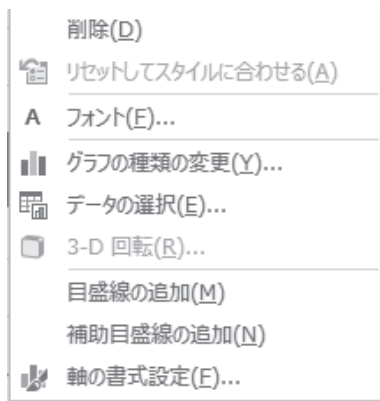 削除(D)
リセットしてスタイルに合わせる(A)
A フォント(F)...
グラフの種類の変更(Y)...
データの選択(E)...
3-D 回転(R)...
目盛線の追加(M)
補助目盛線の追加(N)
軸の書式設定(F)...